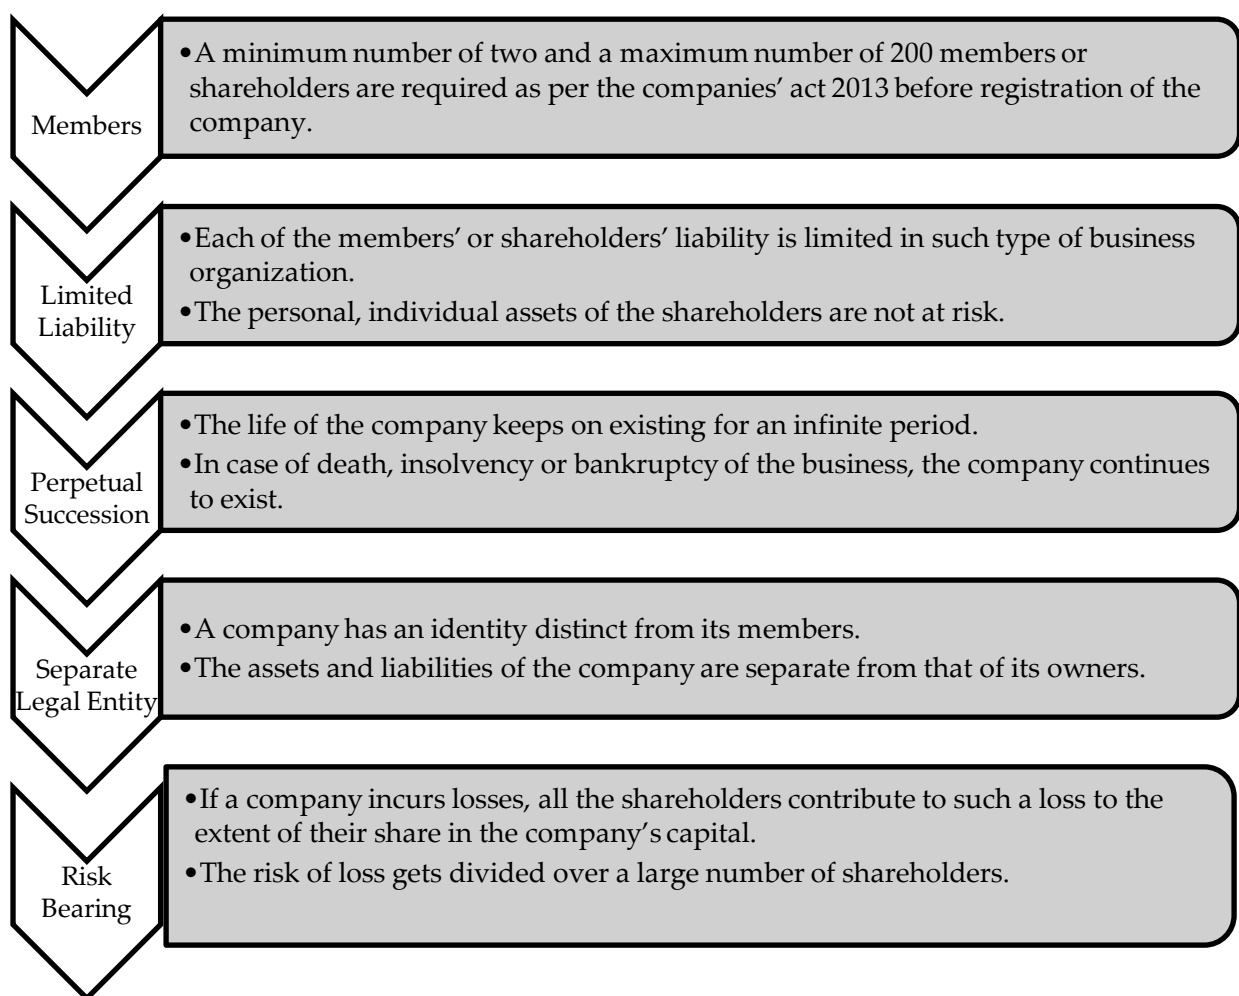 Members
•A minimum number of two and a maximum number of 200 members or
shareholders are required as per the companies’ act 2013 before registration of the
company.
Limited
Liability
•Each of the members’ or shareholders’ liability is limited in such type of business
organization.
•The personal, individual assets of the shareholders are not at risk.
Perpetual
Succession
•The life of the company keeps on existing for an infinite period.
•In case of death, insolvency or bankruptcy of the business, the company continues
to exist.
Separate
Legal Entity
•A company has an identity distinct from its members.
•The assets and liabilities of the company are separate from that of its owners.
Risk
Bearing
•If a company incurs losses, all the shareholders contribute to such a loss to the
extent of their share in the company’s capital.
•The risk of loss gets divided over a large number of shareholders.